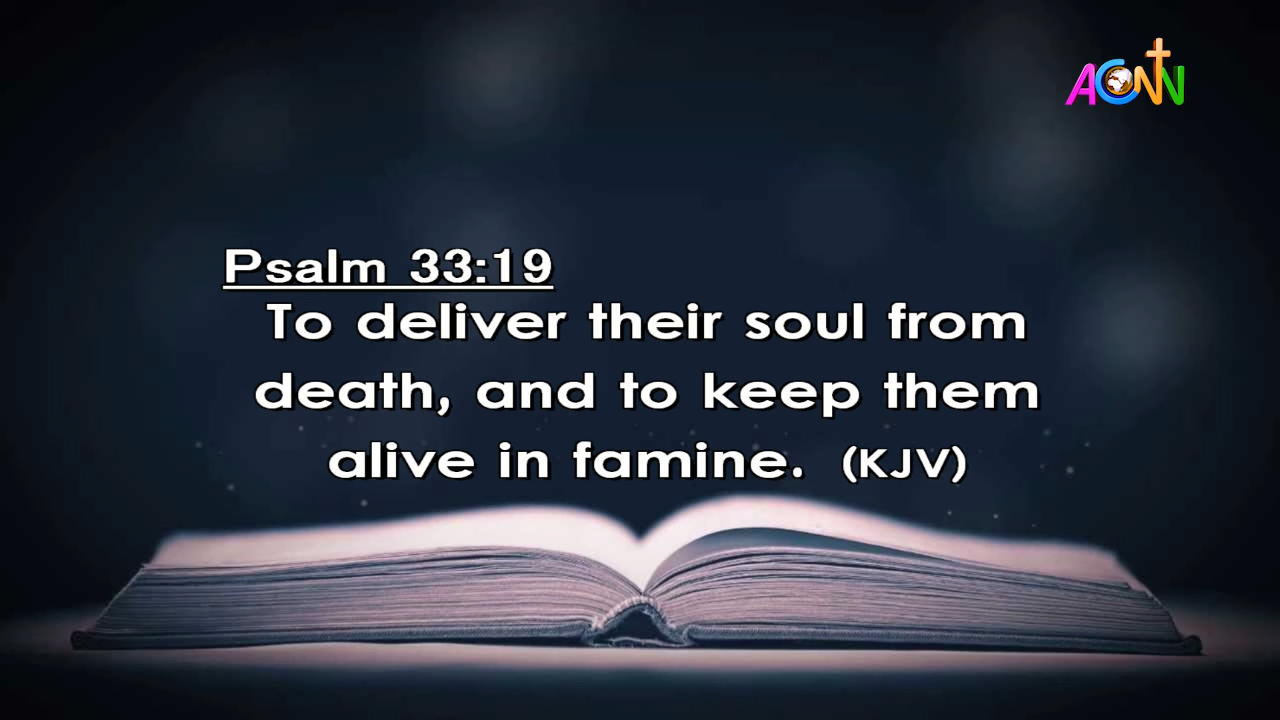 ACNN
Psalm 33:19
To deliver their soul from
death, and to keep them
alive in famine. (KJV)